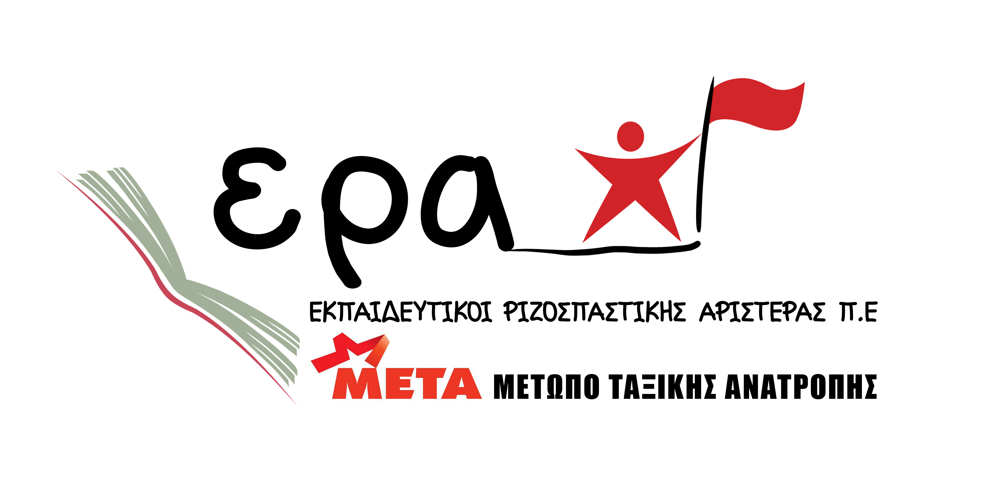 ερα
ΕΚΠΑΙΔΕΥΤΙΚΟΙ ΡΙΖΟΣΠΑΣΤΙΚΗΣ ΑΡΙΣΤΕΡΑΣ Π.Ε
ΜΕΤΑ ΜΕΤΩΠΟ ΤΑΞΙΚΗΣ ΑΝΑΤΡΟΠΗΣ